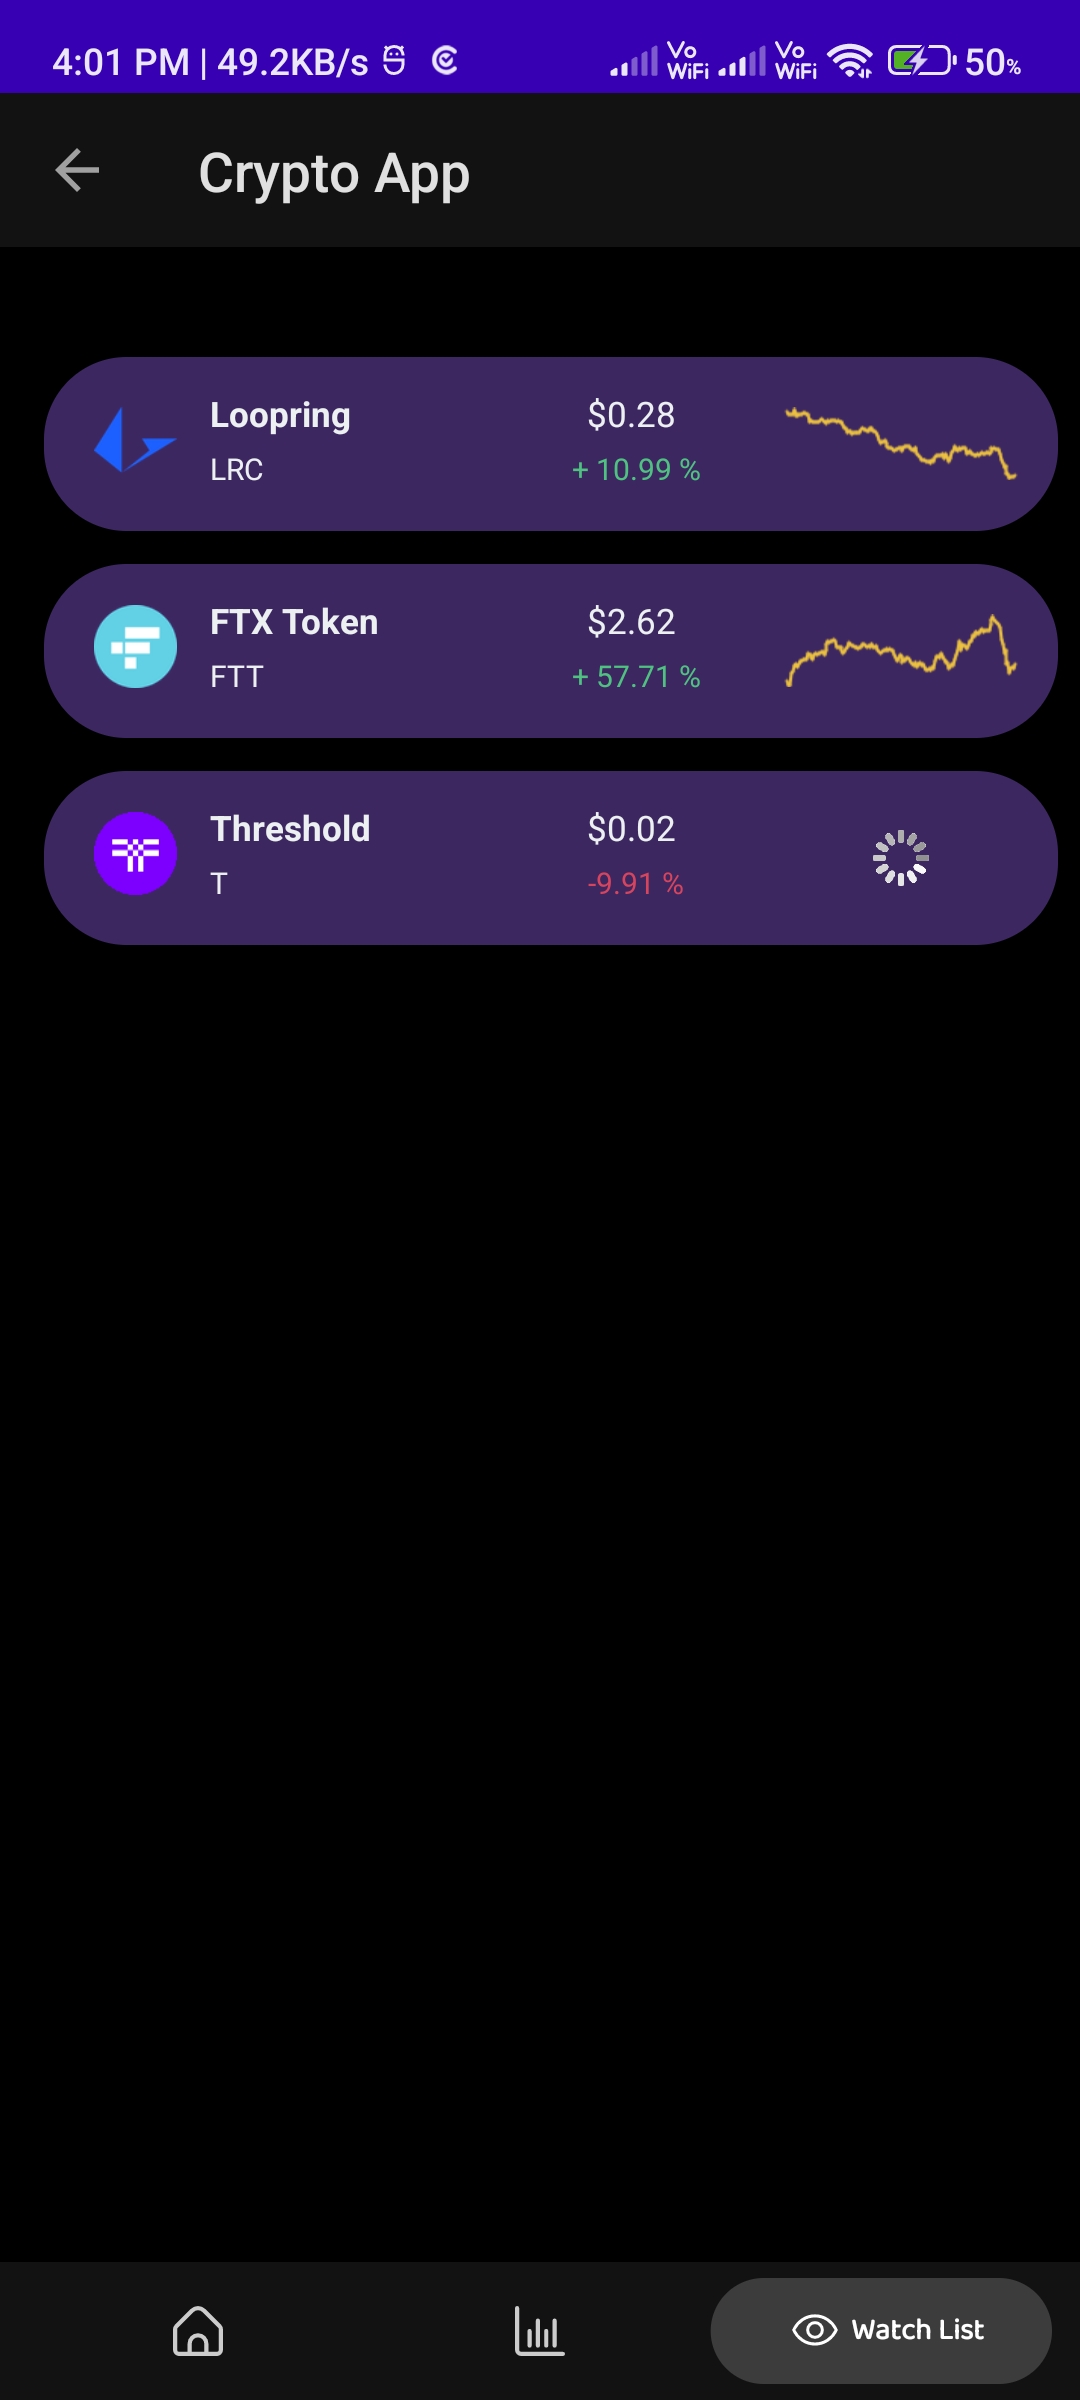 4:01 PM | 49.2KB/s Vo WiFi Vo WiFi 50%
Crypto App
Loopring $0.28
LRC + 10.99 %
FTX Token $2.62
FTT + 57.71 %
Threshold $0.02
T -9.91 %
Watch List